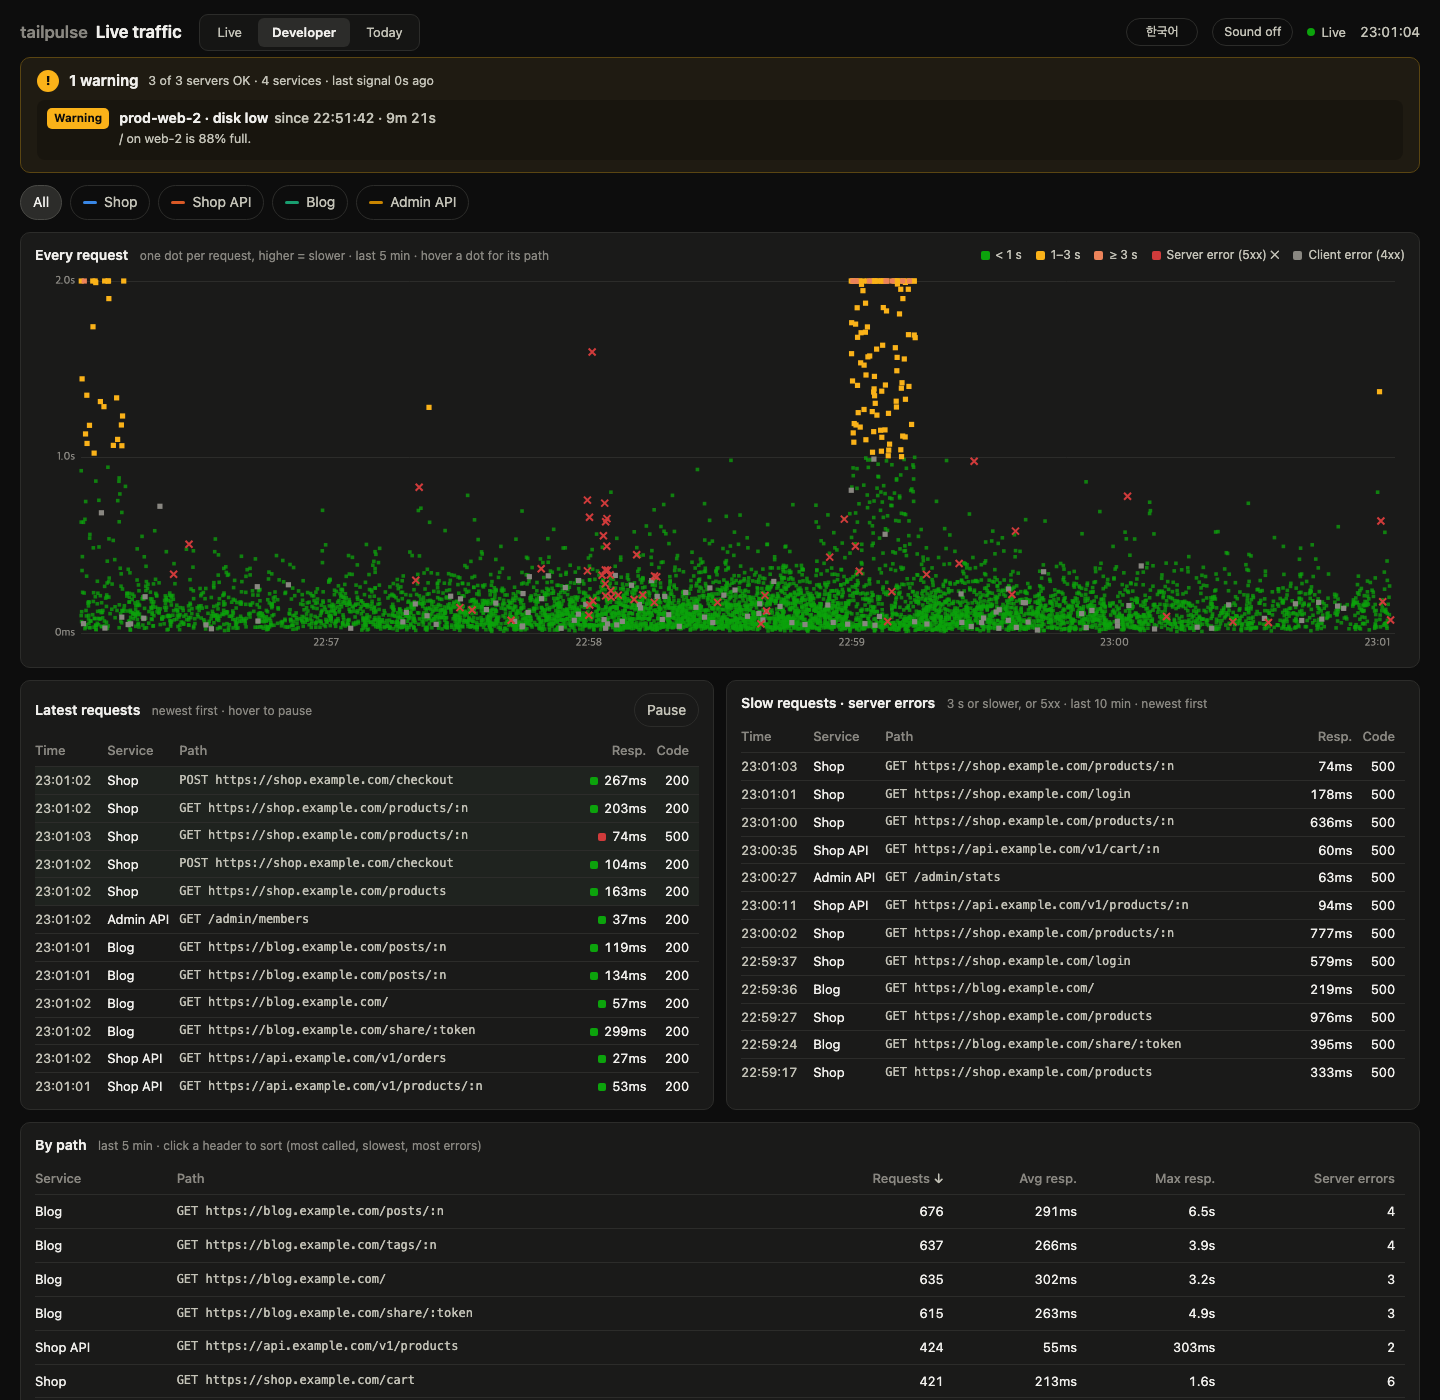 tailpulse Live traffic Live Developer Today 한국어 Sound off Live 23:01:04
! 1 warning 3 of 3 servers OK · 4 services · last signal 0s ago
Warning prod-web-2 · disk low since 22:51:42 · 9m 21s
/ on web-2 is 88% full.
All Shop Shop API Blog Admin API
Every request one dot per request, higher = slower · last 5 min · hover a dot for its path < 1 s 1–3 s ≥ 3 s Server error (5xx) ✕ Client error (4xx)
2.0s
1.0s
0ms
22:57 22:58 22:59 23:00 23:01
Latest requests newest first · hover to pause Pause
Time Service Path Resp. Code
23:01:02 Shop POST https://shop.example.com/checkout 267ms 200
23:01:02 Shop GET https://shop.example.com/products/:n 203ms 200
23:01:03 Shop GET https://shop.example.com/products/:n 74ms 500
23:01:02 Shop POST https://shop.example.com/checkout 104ms 200
23:01:02 Shop GET https://shop.example.com/products 163ms 200
23:01:02 Admin API GET /admin/members 37ms 200
23:01:01 Blog GET https://blog.example.com/posts/:n 119ms 200
23:01:01 Blog GET https://blog.example.com/posts/:n 134ms 200
23:01:02 Blog GET https://blog.example.com/ 57ms 200
23:01:02 Blog GET https://blog.example.com/share/:token 299ms 200
23:01:02 Shop API GET https://api.example.com/v1/orders 27ms 200
23:01:01 Shop API GET https://api.example.com/v1/products/:n 53ms 200
Slow requests · server errors 3 s or slower, or 5xx · last 10 min · newest first
Time Service Path Resp. Code
23:01:03 Shop GET https://shop.example.com/products/:n 74ms 500
23:01:01 Shop GET https://shop.example.com/login 178ms 500
23:01:00 Shop GET https://shop.example.com/products/:n 636ms 500
23:00:35 Shop API GET https://api.example.com/v1/cart/:n 60ms 500
23:00:27 Admin API GET /admin/stats 63ms 500
23:00:11 Shop API GET https://api.example.com/v1/products/:n 94ms 500
23:00:02 Shop GET https://shop.example.com/products/:n 777ms 500
22:59:37 Shop GET https://shop.example.com/login 579ms 500
22:59:36 Blog GET https://blog.example.com/ 219ms 500
22:59:27 Shop GET https://shop.example.com/products 976ms 500
22:59:24 Blog GET https://blog.example.com/share/:token 395ms 500
22:59:17 Shop GET https://shop.example.com/products 333ms 500
By path last 5 min · click a header to sort (most called, slowest, most errors)
Service Path Requests ↓ Avg resp. Max resp. Server errors
Blog GET https://blog.example.com/posts/:n 676 291ms 6.5s 4
Blog GET https://blog.example.com/tags/:n 637 266ms 3.9s 4
Blog GET https://blog.example.com/ 635 302ms 3.2s 3
Blog GET https://blog.example.com/share/:token 615 263ms 4.9s 3
Shop API GET https://api.example.com/v1/products 424 55ms 303ms 2
Shop GET https://shop.example.com/cart 421 213ms 1.6s 6